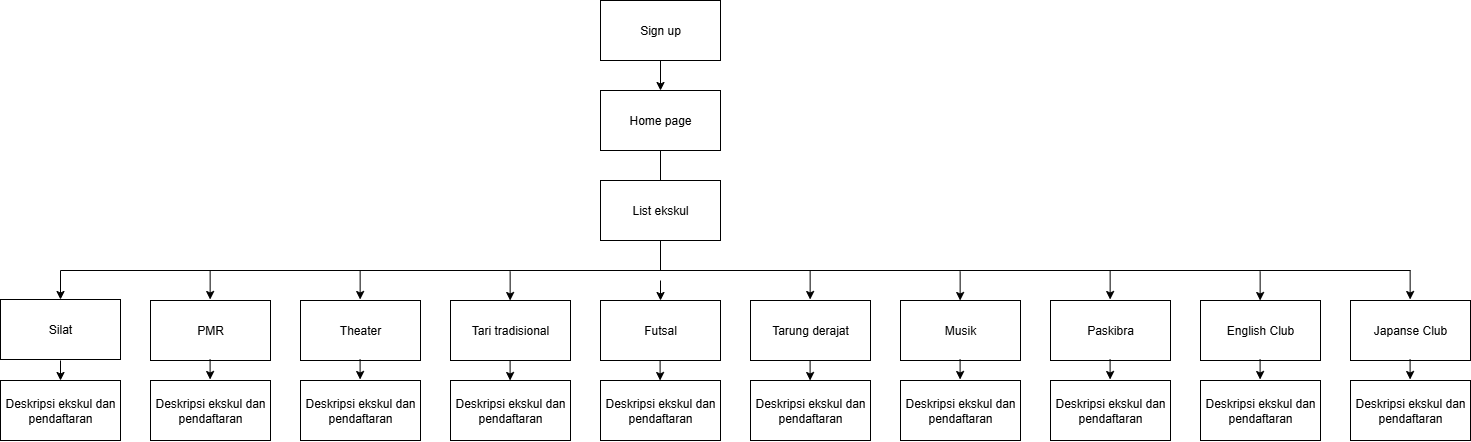 Sign up
Home page
List ekskul
Silat
PMR
Theater
Tari tradisional
Futsal
Tarung derajat
Musik
Paskibra
English Club
Japanse Club
Deskripsi ekskul dan
pendaftaran
Deskripsi ekskul dan
pendaftaran
Deskripsi ekskul dan
pendaftaran
Deskripsi ekskul dan
pendaftaran
Deskripsi ekskul dan
pendaftaran
Deskripsi ekskul dan
pendaftaran
Deskripsi ekskul dan
pendaftaran
Deskripsi ekskul dan
pendaftaran
Deskripsi ekskul dan
pendaftaran
Deskripsi ekskul dan
pendaftaran